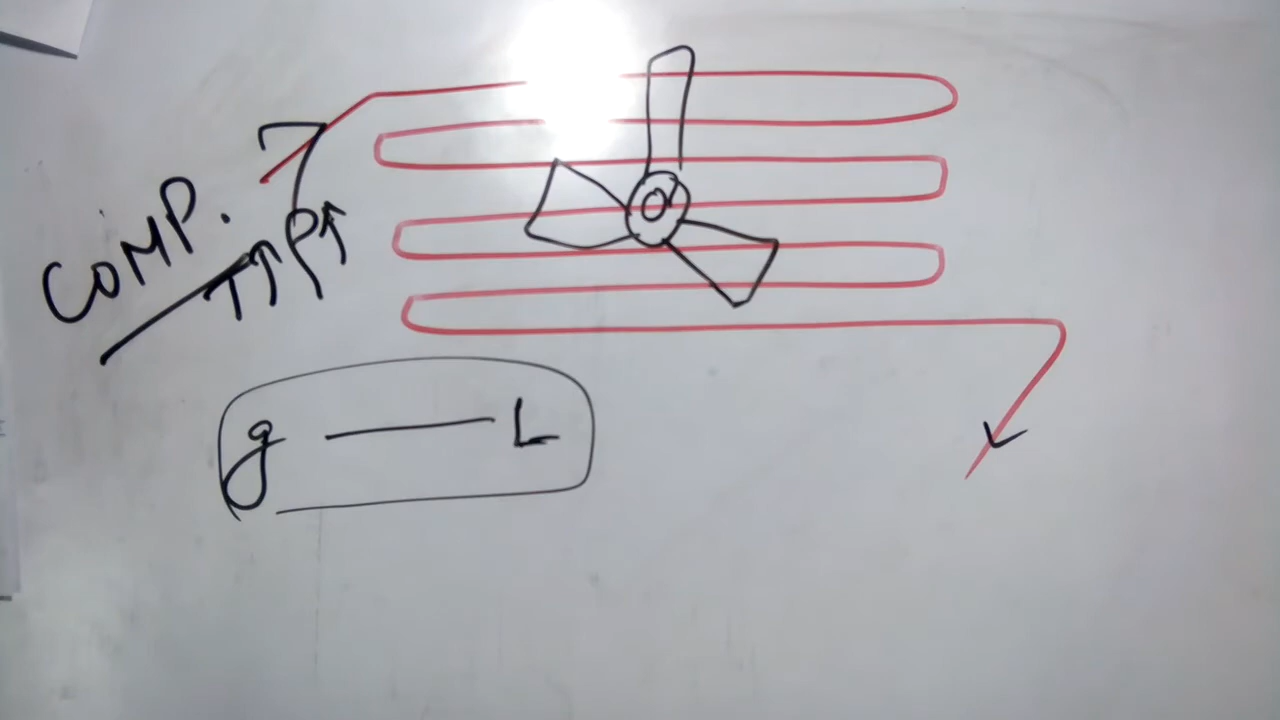 COMP.
T↑ P↑
g — L